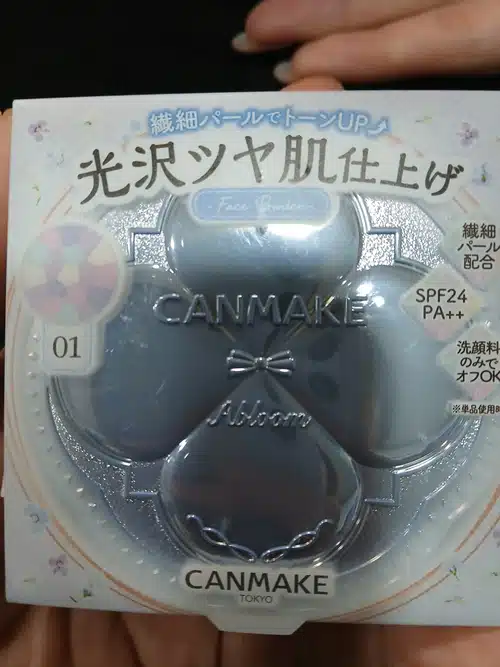 繊細パールでトーンUP
光沢ツヤ肌仕上げ
Face Powder
繊細
パール
配合
CANMAKE
SPF24
PA++
01
洗顔料
のみで
オフOK
※単品使用時
Abloom
CANMAKE
TOKYO